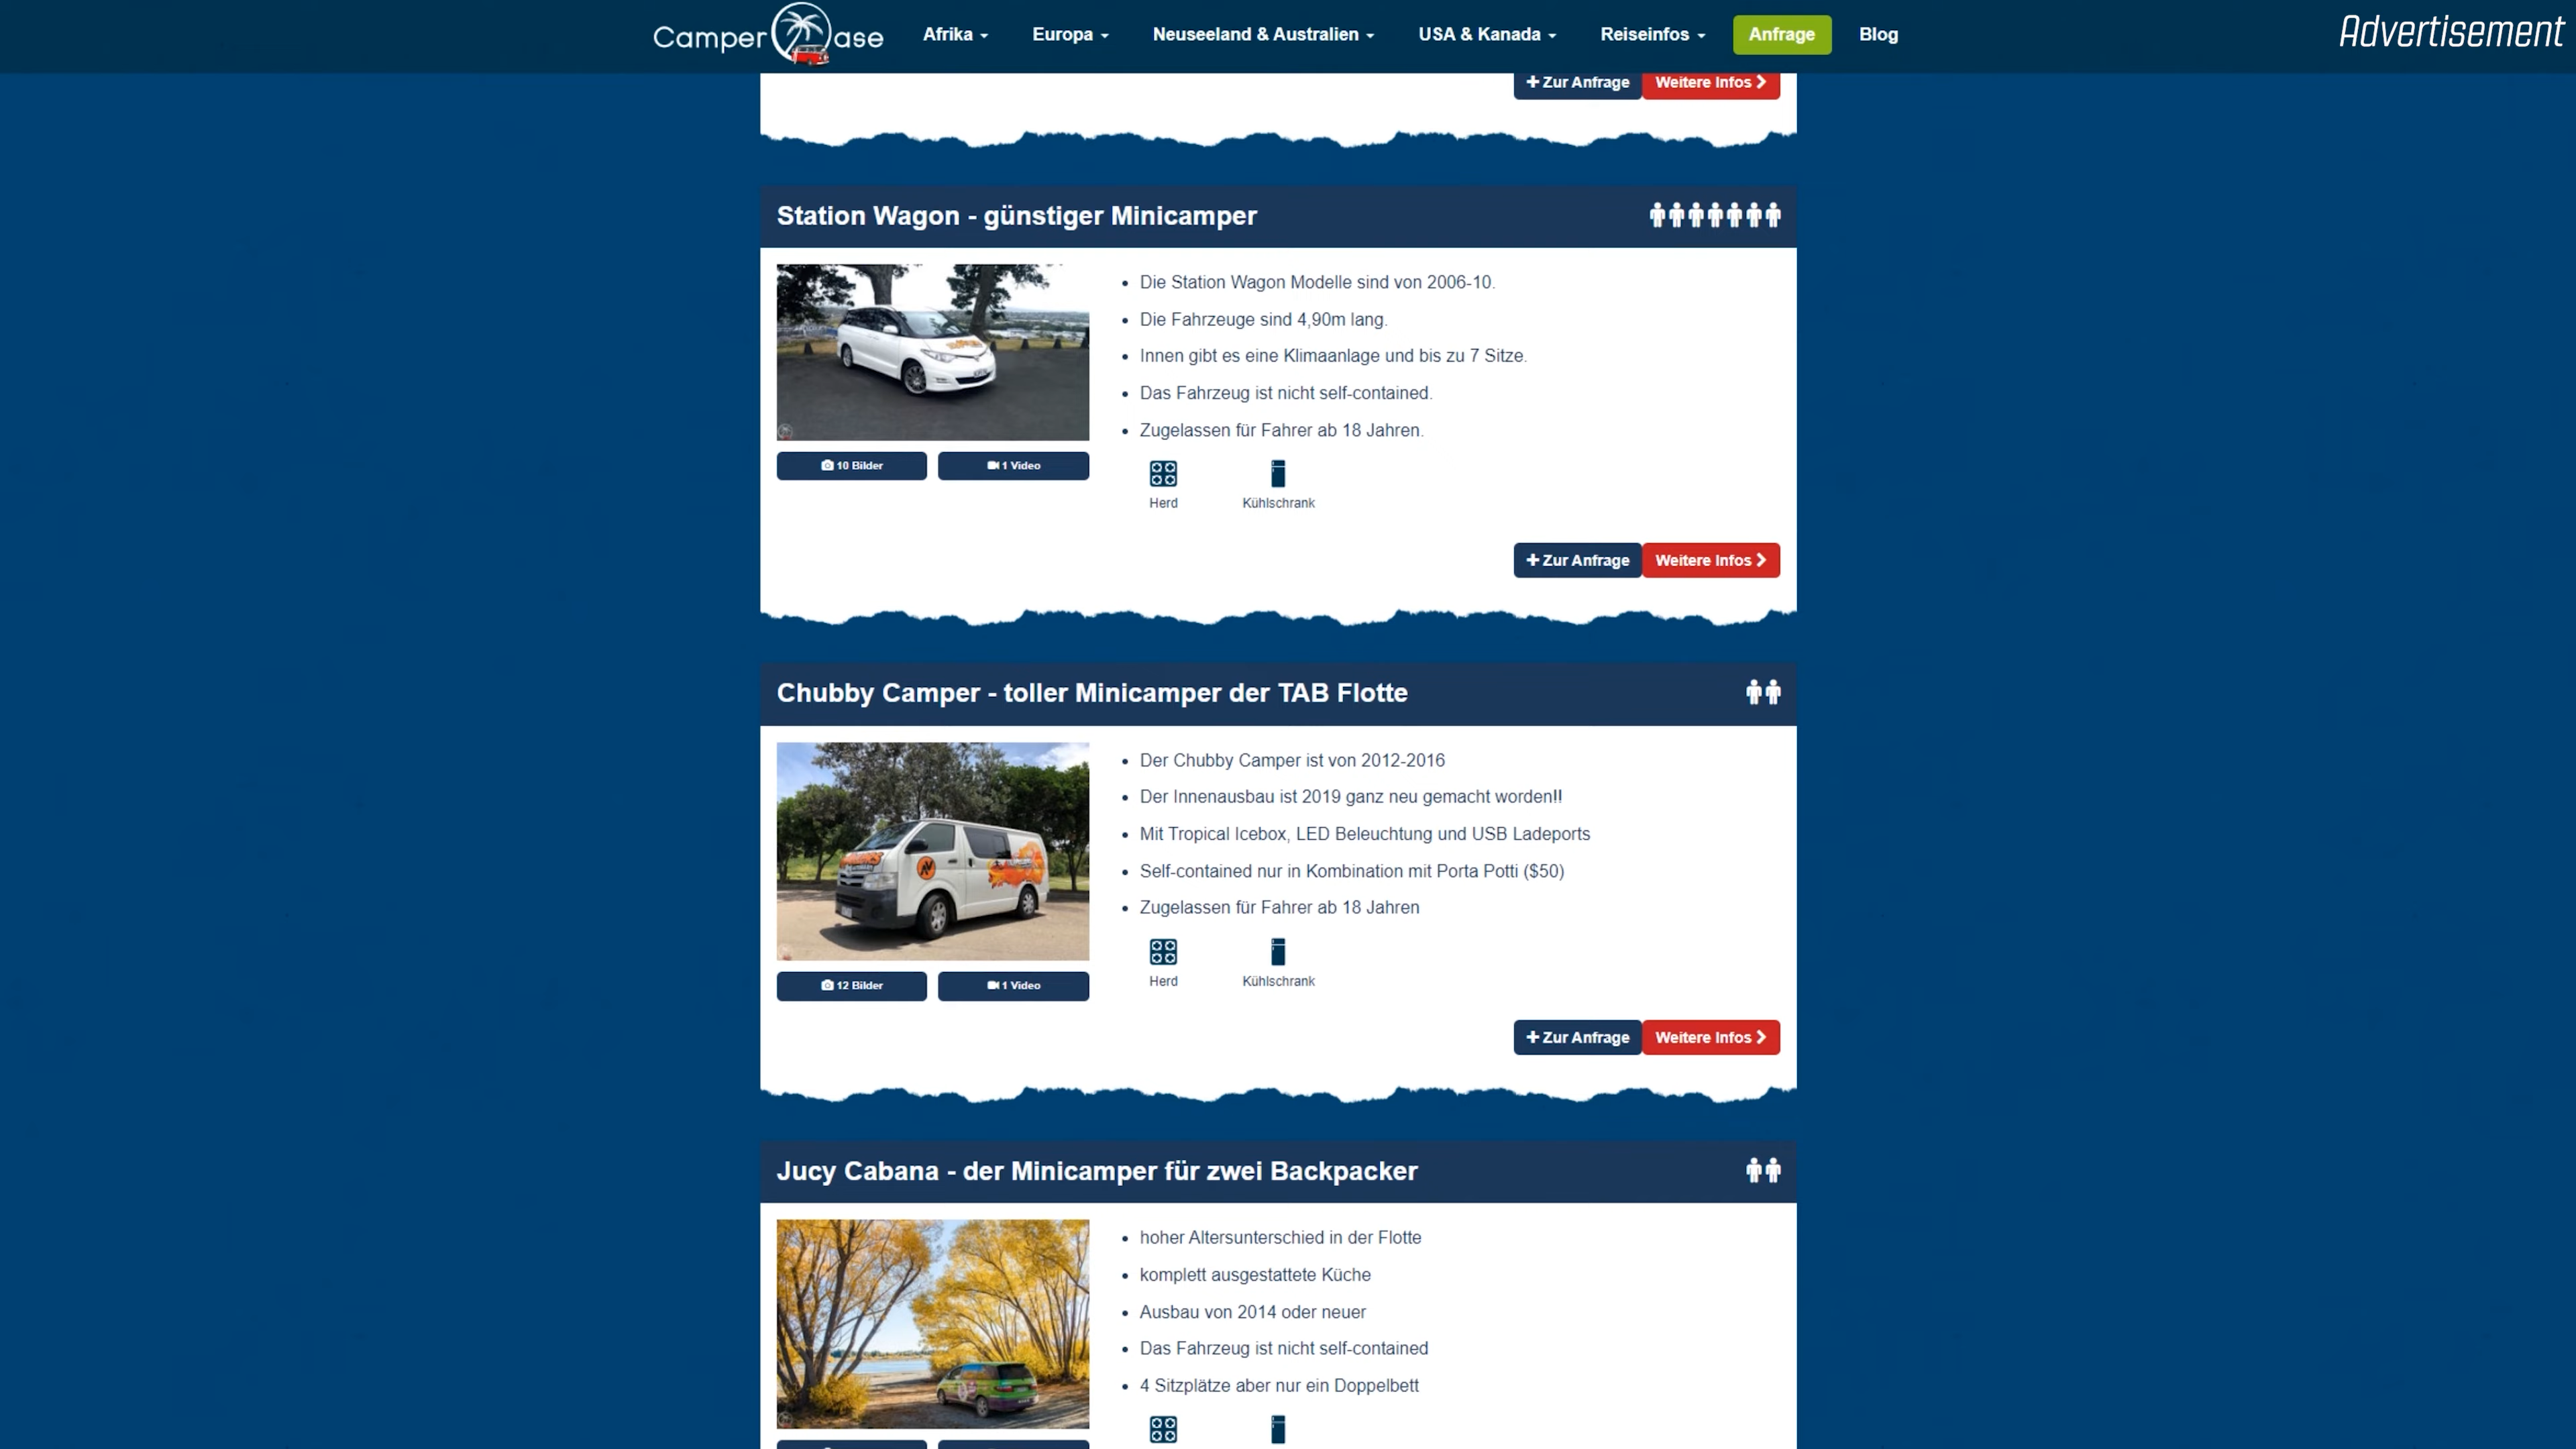 Camper ase
Afrika
Europa
Neuseeland & Australien
USA & Kanada
Reiseinfos
Anfrage
Blog
Advertisement
Zur Anfrage
Weitere Infos
Station Wagon - günstiger Minicamper
Die Station Wagon Modelle sind von 2006-10.
Die Fahrzeuge sind 4,90m lang.
Innen gibt es eine Klimaanlage und bis zu 7 Sitze.
Das Fahrzeug ist nicht self-contained.
Zugelassen für Fahrer ab 18 Jahren.
10 Bilder
1 Video
Herd
Kühlschrank
Zur Anfrage
Weitere Infos
Chubby Camper - toller Minicamper der TAB Flotte
Der Chubby Camper ist von 2012-2016
Der Innenausbau ist 2019 ganz neu gemacht worden!!
Mit Tropical Icebox, LED Beleuchtung und USB Ladeports
Self-contained nur in Kombination mit Porta Potti ($50)
Zugelassen für Fahrer ab 18 Jahren
12 Bilder
1 Video
Herd
Kühlschrank
Zur Anfrage
Weitere Infos
Jucy Cabana - der Minicamper für zwei Backpacker
hoher Altersunterschied in der Flotte
komplett ausgestattete Küche
Ausbau von 2014 oder neuer
Das Fahrzeug ist nicht self-contained
4 Sitzplätze aber nur ein Doppelbett